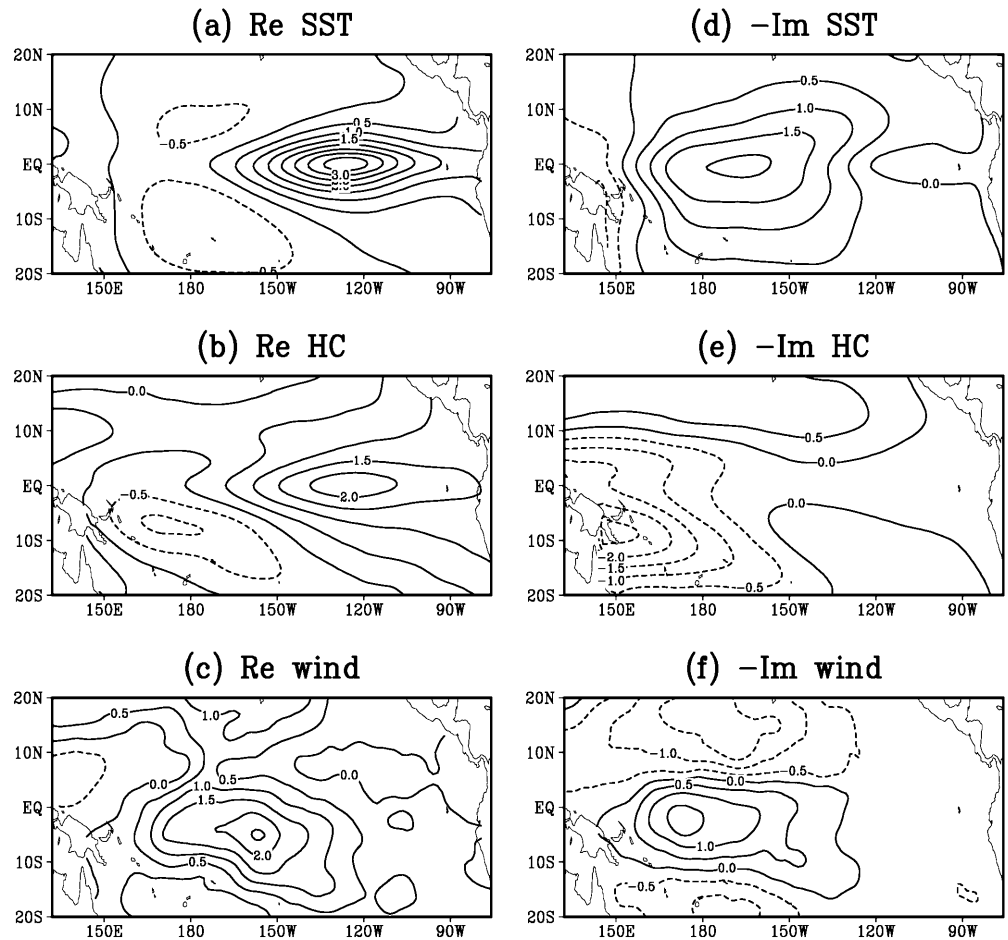 (a) Re SST
20N
10N
EQ
10S
20S
150E 180 150W 120W 90W
-0.5
0.5
1.0
1.5
3.0
0.5
(d) -Im SST
20N
10N
EQ
10S
20S
150E 180 150W 120W 90W
0.5
1.0
1.5
0.0
(b) Re HC
20N
10N
EQ
10S
20S
150E 180 150W 120W 90W
0.0
-0.5
1.5
2.0
(e) -Im HC
20N
10N
EQ
10S
20S
150E 180 150W 120W 90W
0.5
0.0
0.0
-2.0
-1.5
-1.0
-0.5
(c) Re wind
20N
10N
EQ
10S
20S
150E 180 150W 120W 90W
0.5
1.0
0.0
1.0
0.5
0.0
1.5
0.5
2.0
(f) -Im wind
20N
10N
EQ
10S
20S
150E 180 150W 120W 90W
-1.0
-0.5
0.5
0.0
1.0
0.0
-0.5